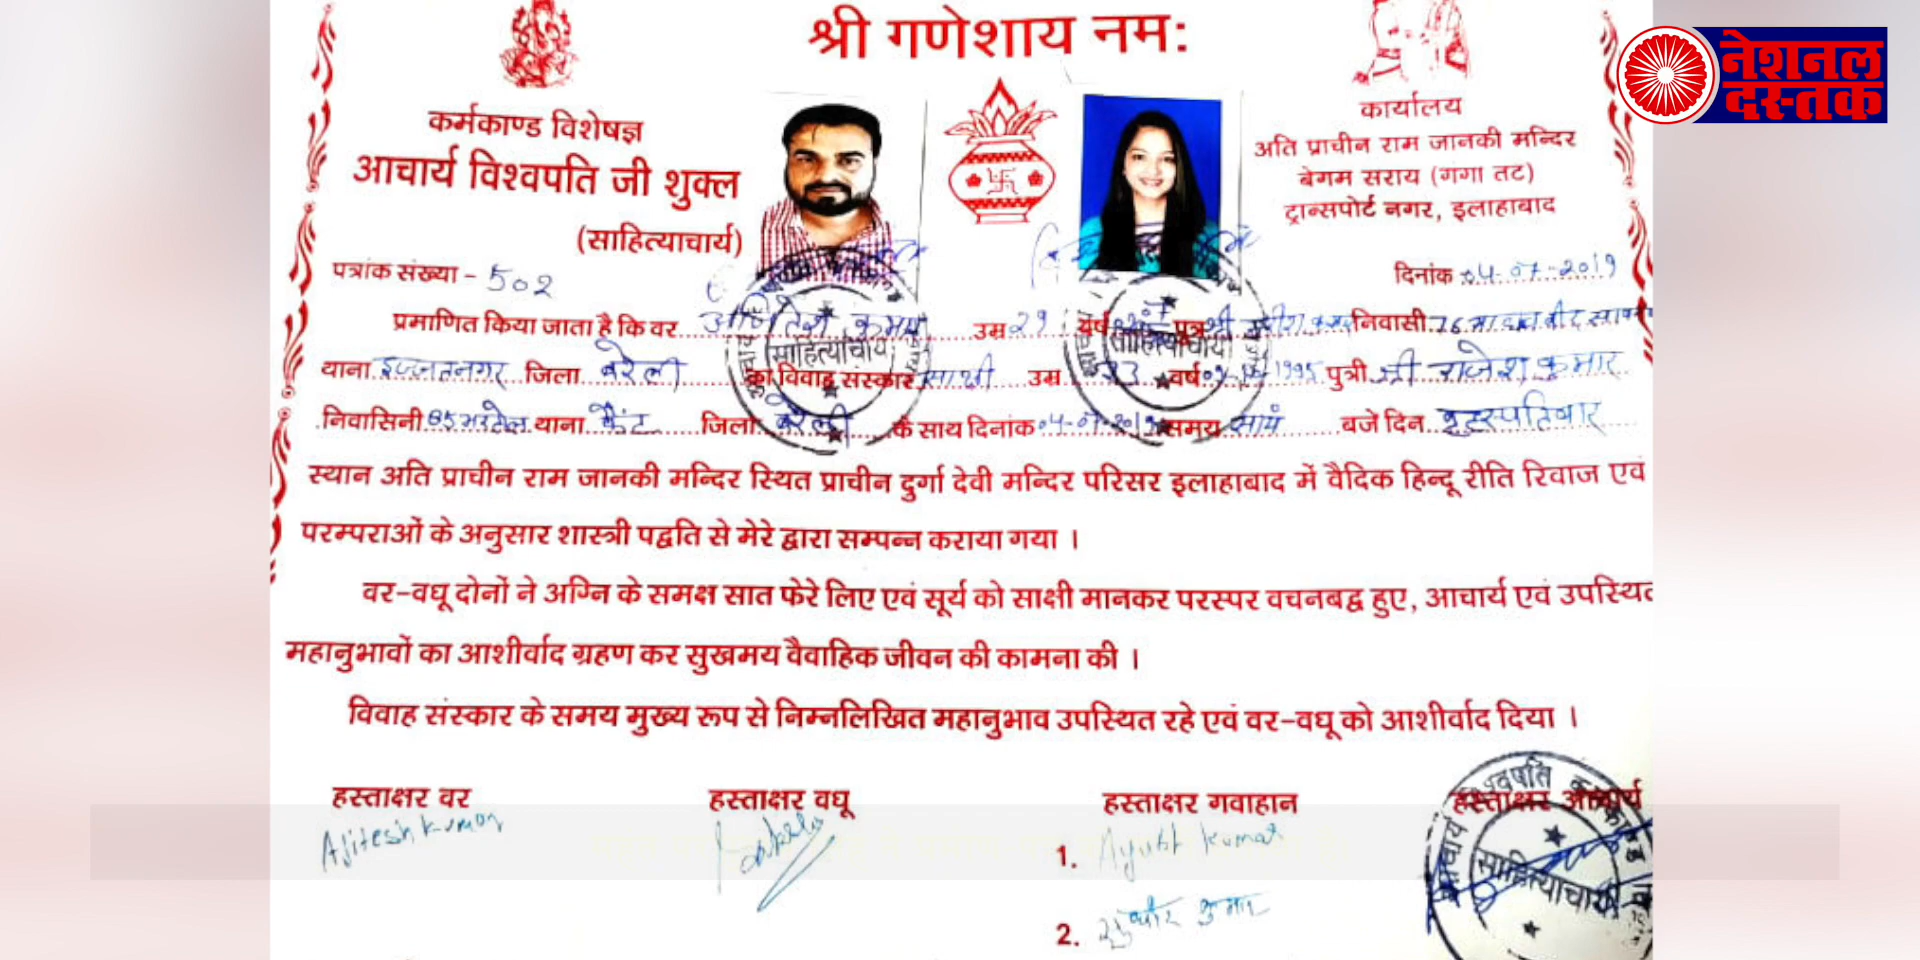 श्री गणेशाय नम:
नेशनल
दस्तक
कर्मकाण्ड विशेषज्ञ
आचार्य विश्वपति जी शुक्ल
(साहित्याचार्य)
कार्यालय
अति प्राचीन राम जानकी मन्दिर
बेगम सराय (गगा तट)
ट्रान्सपोर्ट नगर, इलाहाबाद
पत्रांक संख्या - 502
दिनांक 04-07-2019
प्रमाणित किया जाता है कि वर अजितेश कुमार उम्र 29 वर्ष पुत्र श्री निवासी 76
थाना इज्जतनगर जिला बरेली का विवाह संस्कार साक्षी उम्र 23 वर्ष 1995 पुत्री श्री राजेश कुमार
निवासिनी थाना कैंट जिला बरेली के साथ दिनांक 04-07-2019 समय सायं बजे दिन बृहस्पतिवार
स्थान अति प्राचीन राम जानकी मन्दिर स्थित प्राचीन दुर्गा देवी मन्दिर परिसर इलाहाबाद में वैदिक हिन्दू रीति रिवाज एवं
परम्पराओं के अनुसार शास्त्री पद्वति से मेरे द्वारा सम्पन्न कराया गया ।
वर-वधू दोनों ने अग्नि के समक्ष सात फेरे लिए एवं सूर्य को साक्षी मानकर परस्पर वचनबद्व हुए, आचार्य एवं उपस्थित
महानुभावों का आशीर्वाद ग्रहण कर सुखमय वैवाहिक जीवन की कामना की ।
विवाह संस्कार के समय मुख्य रूप से निम्नलिखित महानुभाव उपस्थित रहे एवं वर-वधू को आशीर्वाद दिया ।
हस्ताक्षर वर
Ajitesh Kumar
हस्ताक्षर वधू
हस्ताक्षर गवाहान
1. Ayush Kumar
2. सुधीर कुमार
हस्ताक्षर आचार्य
साहित्याचार्य